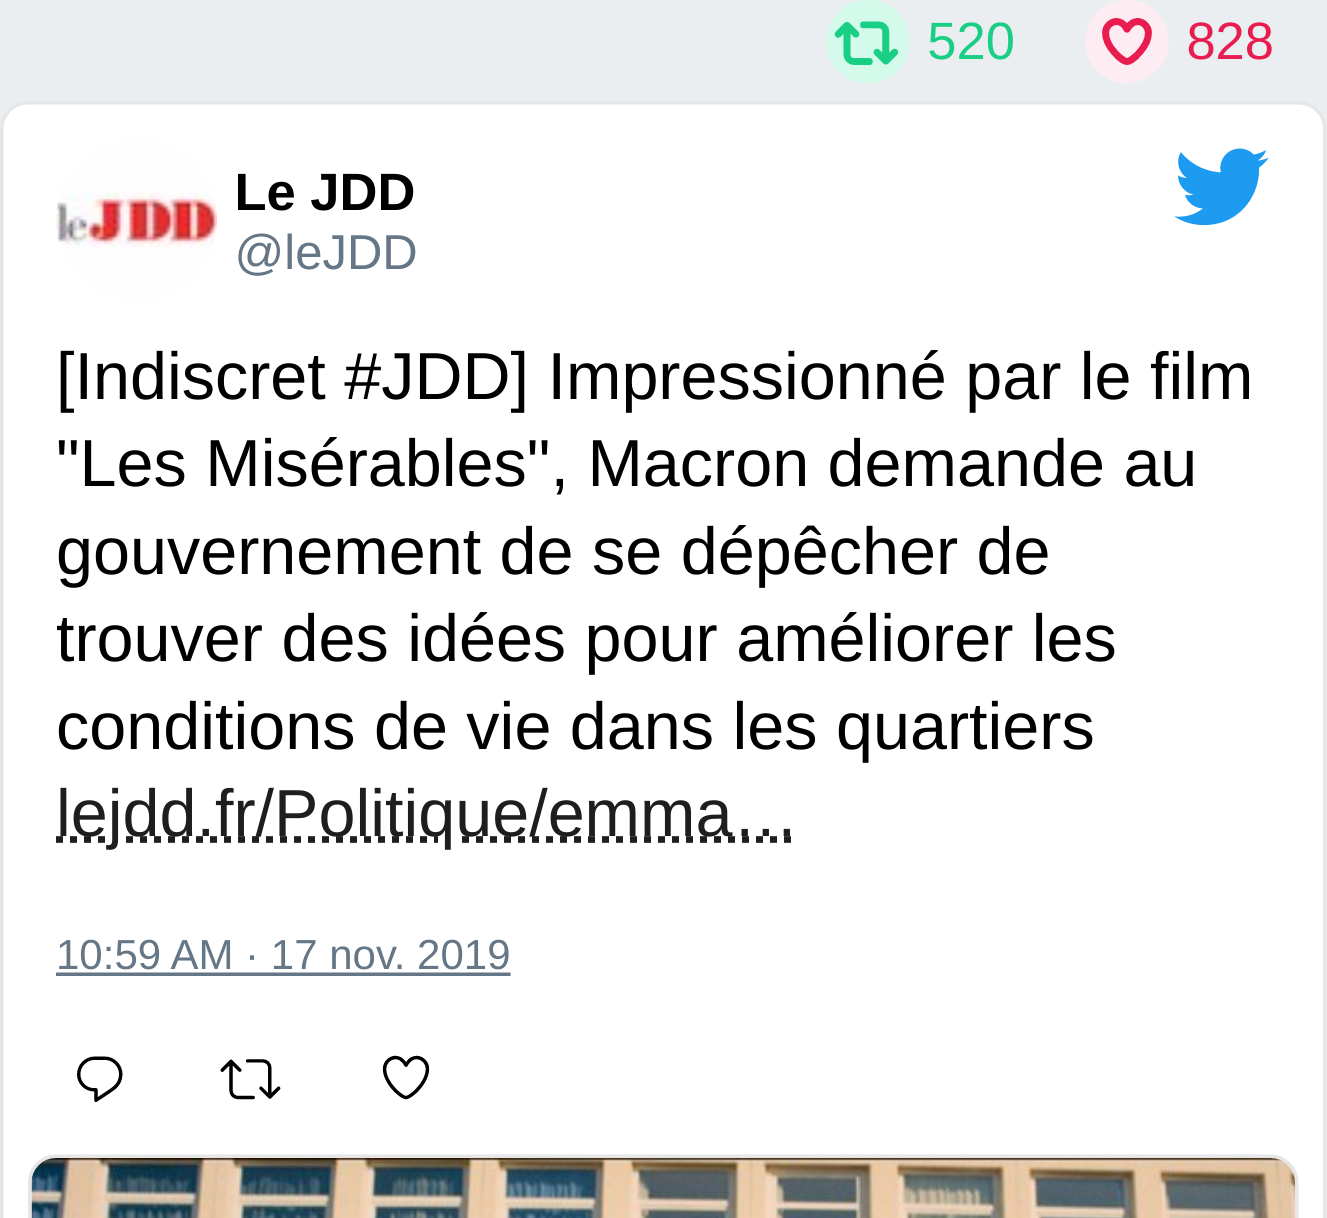 520 828
le JDD
Le JDD
@leJDD
[Indiscret #JDD] Impressionné par le film
"Les Misérables", Macron demande au
gouvernement de se dépêcher de
trouver des idées pour améliorer les
conditions de vie dans les quartiers
lejdd.fr/Politique/emma…
10:59 AM · 17 nov. 2019